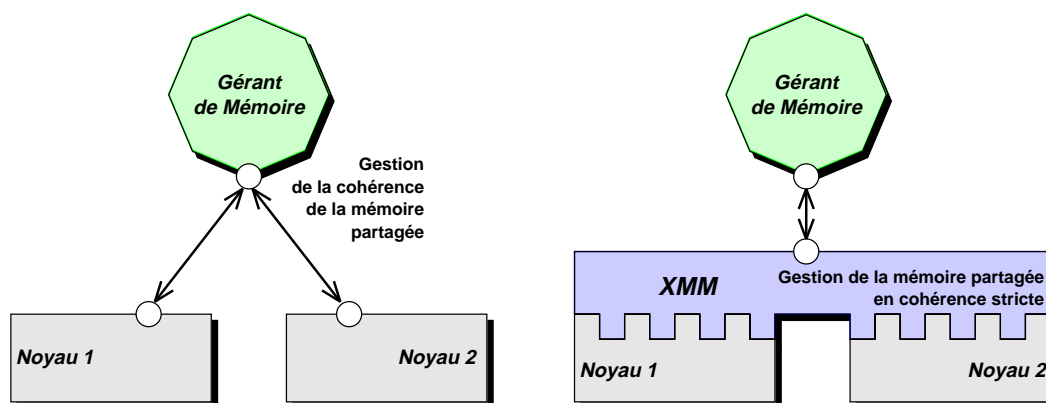 Gérant
de Mémoire
Gestion
de la cohérence
de la mémoire
partagée
Noyau 1
Noyau 2
Gérant
de Mémoire
XMM
Gestion de la mémoire partagée
en cohérence stricte
Noyau 1
Noyau 2